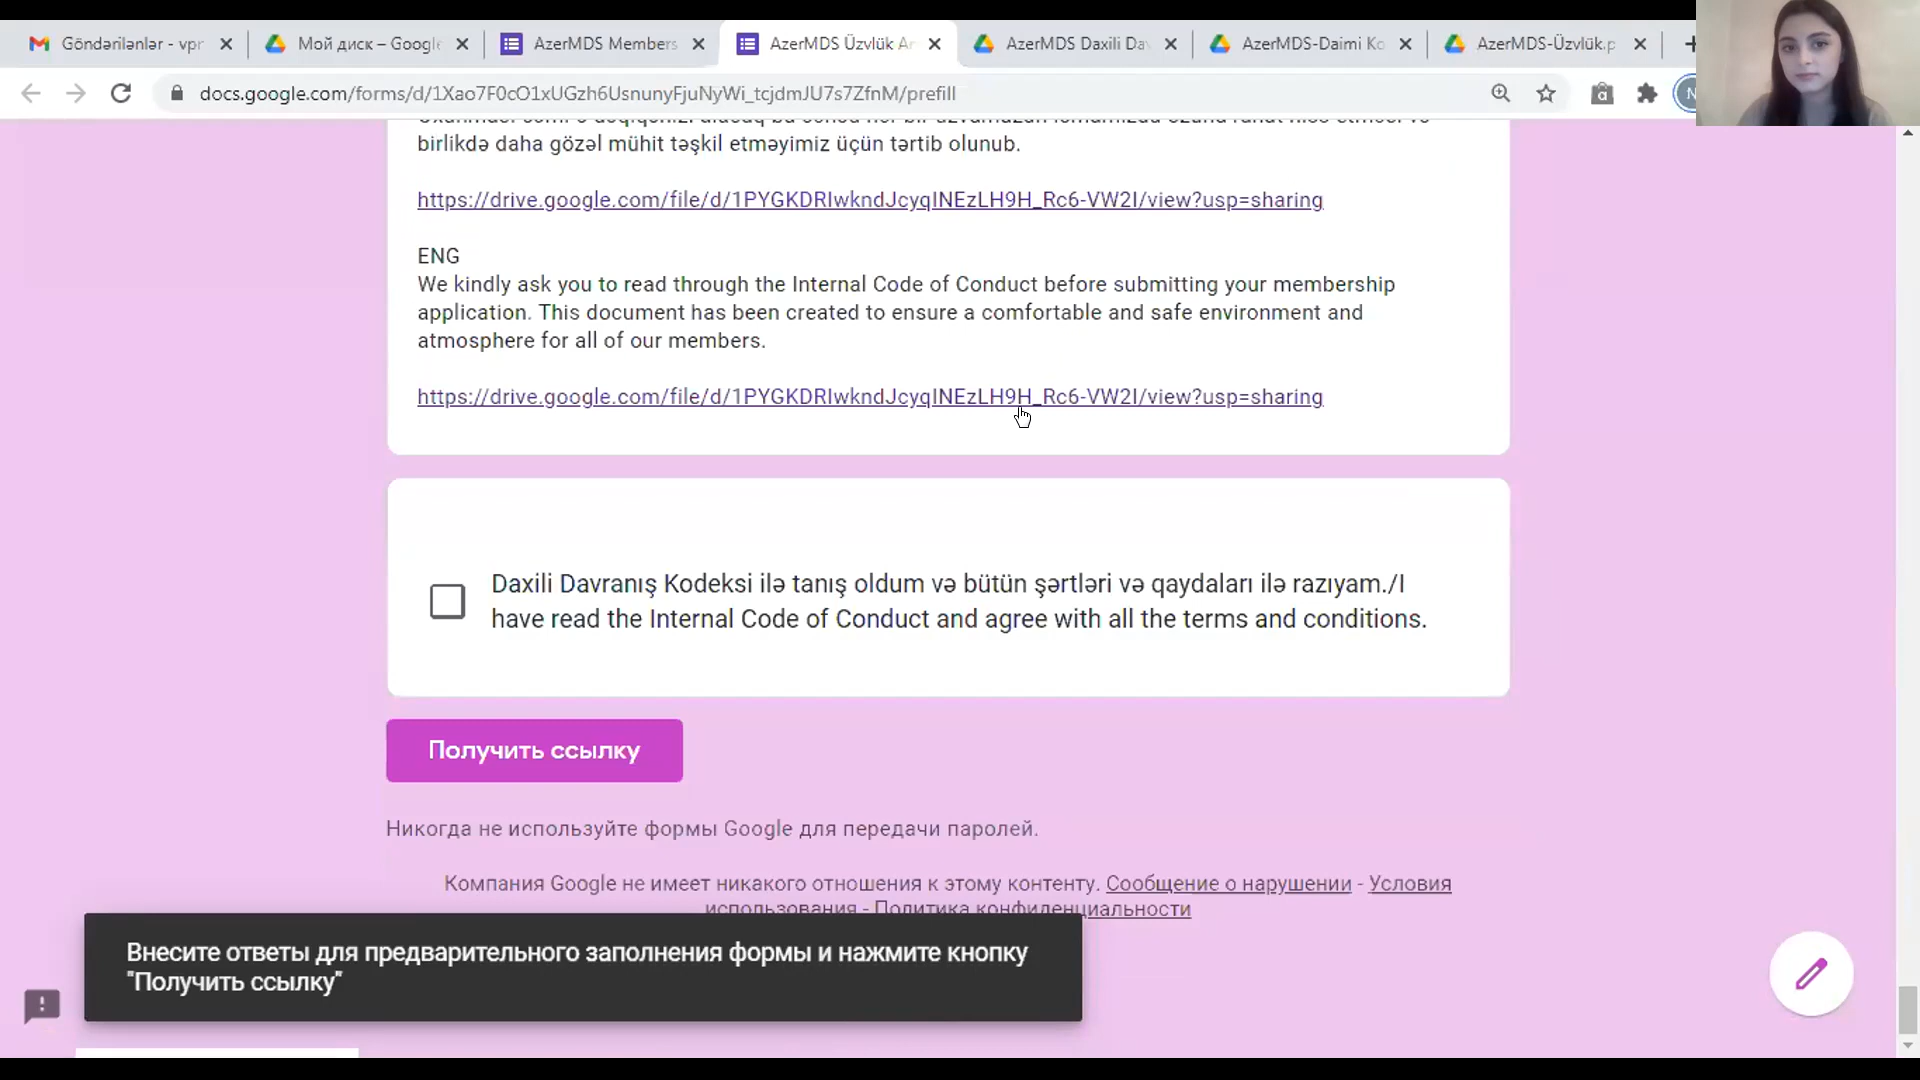 Göndərilənlər - vpr
Мой диск – Google
AzerMDS Members
AzerMDS Üzvlük Ar
AzerMDS Daxili Da
AzerMDS-Daimi Ko
AzerMDS-Üzvlük.p
docs.google.com/forms/d/1Xao7F0cO1xUGzh6UsnunyFjuNyWi_tcjdmJU7s7ZfnM/prefill
N
birlikdə daha gözəl mühit təşkil etməyimiz üçün tərtib olunub.
https://drive.google.com/file/d/1PYGKDRIwkndJcyqINEzLH9H_Rc6-VW2I/view?usp=sharing
ENG
We kindly ask you to read through the Internal Code of Conduct before submitting your membership
application. This document has been created to ensure a comfortable and safe environment and
atmosphere for all of our members.
https://drive.google.com/file/d/1PYGKDRIwkndJcyqINEzLH9H_Rc6-VW2I/view?usp=sharing
Daxili Davranış Kodeksi ilə tanış oldum və bütün şərtləri və qaydaları ilə razıyam./I
have read the Internal Code of Conduct and agree with all the terms and conditions.
Получить ссылку
Никогда не используйте формы Google для передачи паролей.
Компания Google не имеет никакого отношения к этому контенту. Сообщение о нарушении - Условия
использования - Политика конфиденциальности
Внесите ответы для предварительного заполнения формы и нажмите кнопку
"Получить ссылку"